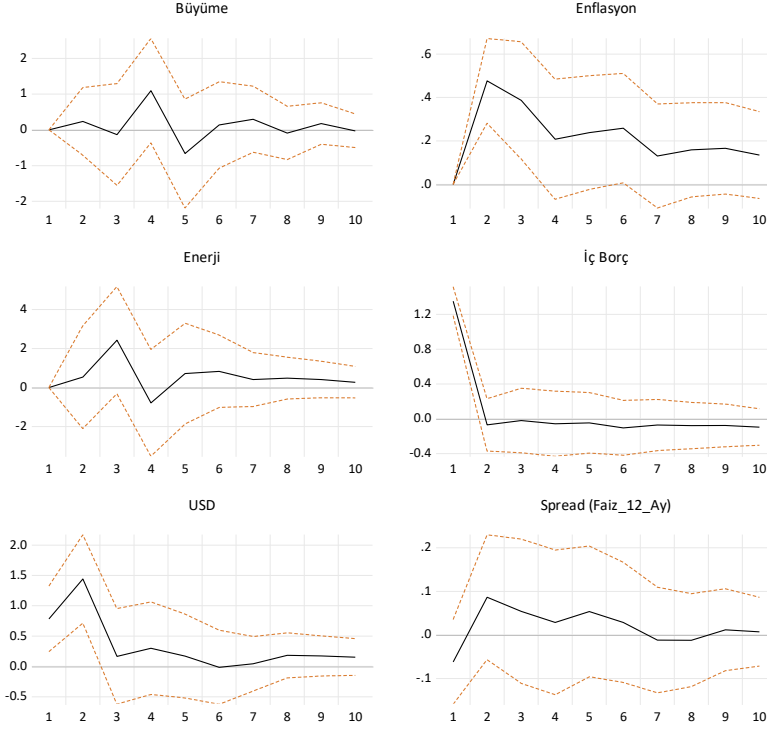 Büyüme
2
1
0
-1
-2
1 2 3 4 5 6 7 8 9 10
Enflasyon
.6
.4
.2
.0
1 2 3 4 5 6 7 8 9 10
Enerji
4
2
0
-2
1 2 3 4 5 6 7 8 9 10
İç Borç
1.2
0.8
0.4
0.0
-0.4
1 2 3 4 5 6 7 8 9 10
USD
2.0
1.5
1.0
0.5
0.0
-0.5
1 2 3 4 5 6 7 8 9 10
Spread (Faiz_12_Ay)
.2
.1
.0
-.1
1 2 3 4 5 6 7 8 9 10